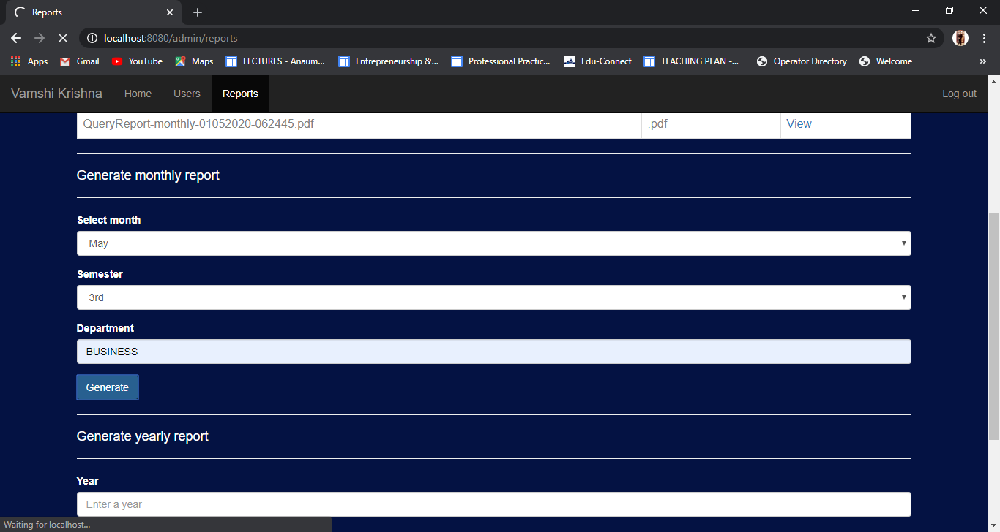 Reports
localhost:8080/admin/reports
Apps Gmail YouTube Maps LECTURES - Anaum... Entrepreneurship &... Professional Practic... Edu-Connect TEACHING PLAN -... Operator Directory Welcome »
Vamshi Krishna Home Users Reports Log out
QueryReport-monthly-01052020-062445.pdf .pdf View
Generate monthly report
Select month
May
Semester
3rd
Department
BUSINESS
Generate
Generate yearly report
Year
Enter a year
Waiting for localhost...